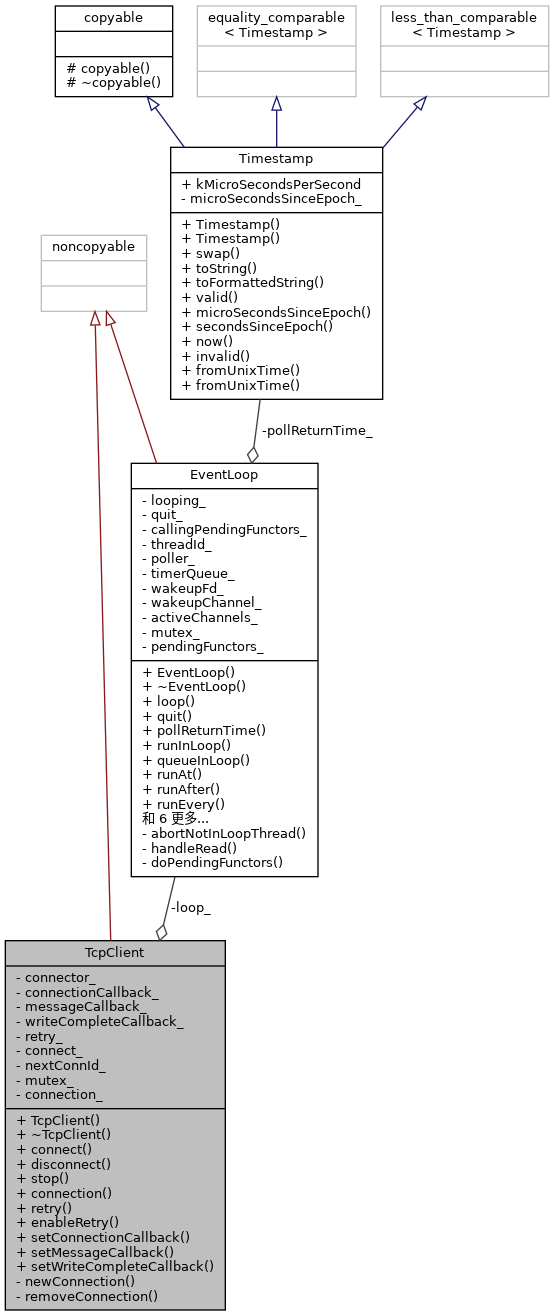 copyable
# copyable()
# ~copyable()
equality_comparable
< Timestamp >
less_than_comparable
< Timestamp >
Timestamp
+ kMicroSecondsPerSecond
- microSecondsSinceEpoch_
+ Timestamp()
+ Timestamp()
+ swap()
+ toString()
+ toFormattedString()
+ valid()
+ microSecondsSinceEpoch()
+ secondsSinceEpoch()
+ now()
+ invalid()
+ fromUnixTime()
+ fromUnixTime()
noncopyable
-pollReturnTime_
EventLoop
- looping_
- quit_
- callingPendingFunctors_
- threadId_
- poller_
- timerQueue_
- wakeupFd_
- wakeupChannel_
- activeChannels_
- mutex_
- pendingFunctors_
+ EventLoop()
+ ~EventLoop()
+ loop()
+ quit()
+ pollReturnTime()
+ runInLoop()
+ queueInLoop()
+ runAt()
+ runAfter()
+ runEvery()
和 6 更多...
- abortNotInLoopThread()
- handleRead()
- doPendingFunctors()
-loop_
TcpClient
- connector_
- connectionCallback_
- messageCallback_
- writeCompleteCallback_
- retry_
- connect_
- nextConnId_
- mutex_
- connection_
+ TcpClient()
+ ~TcpClient()
+ connect()
+ disconnect()
+ stop()
+ connection()
+ retry()
+ enableRetry()
+ setConnectionCallback()
+ setMessageCallback()
+ setWriteCompleteCallback()
- newConnection()
- removeConnection()